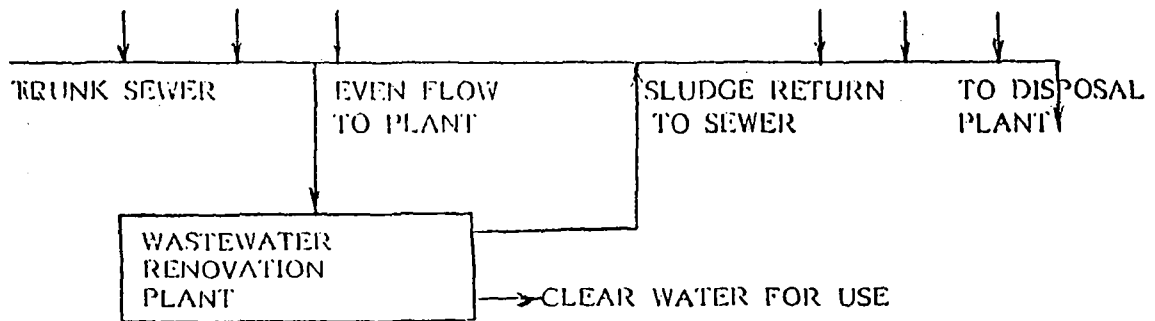 TRUNK SEWER
EVEN FLOW
TO PLANT
SLUDGE RETURN
TO SEWER
TO DISPOSAL
PLANT
WASTEWATER
RENOVATION
PLANT
CLEAR WATER FOR USE